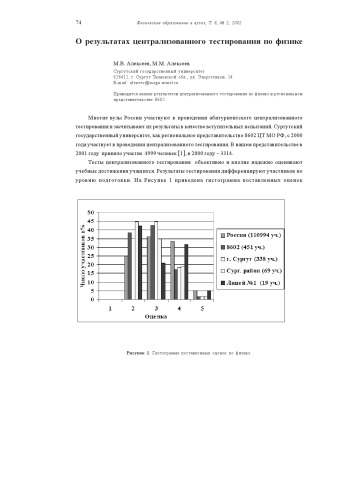 74
Физическое образование в вузах, Т. 8, № 2, 2002
О результатах централизованного тестирования по физике
М.В. Алексеев, М.М. Алексеев
Сургутский государственный университет
628412, г. Сургут Тюменской обл., ул. Энергетиков, 14
Приводится анализ результатов централизованного тестирования по физике в региональном
представительстве 8602.
Многие вузы России участвуют в проведении абитуриентского централизованного
тестирования и засчитывают их результаты в качестве вступительных испытаний. Сургутский
государственный университет, как региональное представительство 8602 ЦТ МО РФ, с 2000
года участвует в проведении централизованного тестирования. В нашем представительстве в
2001 году приняло участие 4999 человек [1], в 2000 году – 3314.
Тесты централизованного тестирования объективно и вполне надежно оценивают
учебные достижения учащихся. Результаты тестирования дифференцируют участников по
уровню подготовки. На Рисунке 1 приведена гистограмма поставленных оценок
Число участников в %
50
45
40
35
30
25
20
15
10
5
0
1 2 3 4 5
Оценка
Россия (110994 уч.)
8602 (451 уч.)
г. Сургут (338 уч.)
Сург. район (69 уч.)
Лицей №1 (19 уч.)
Рисунок 1. Гистограмма поставленных оценок по физике